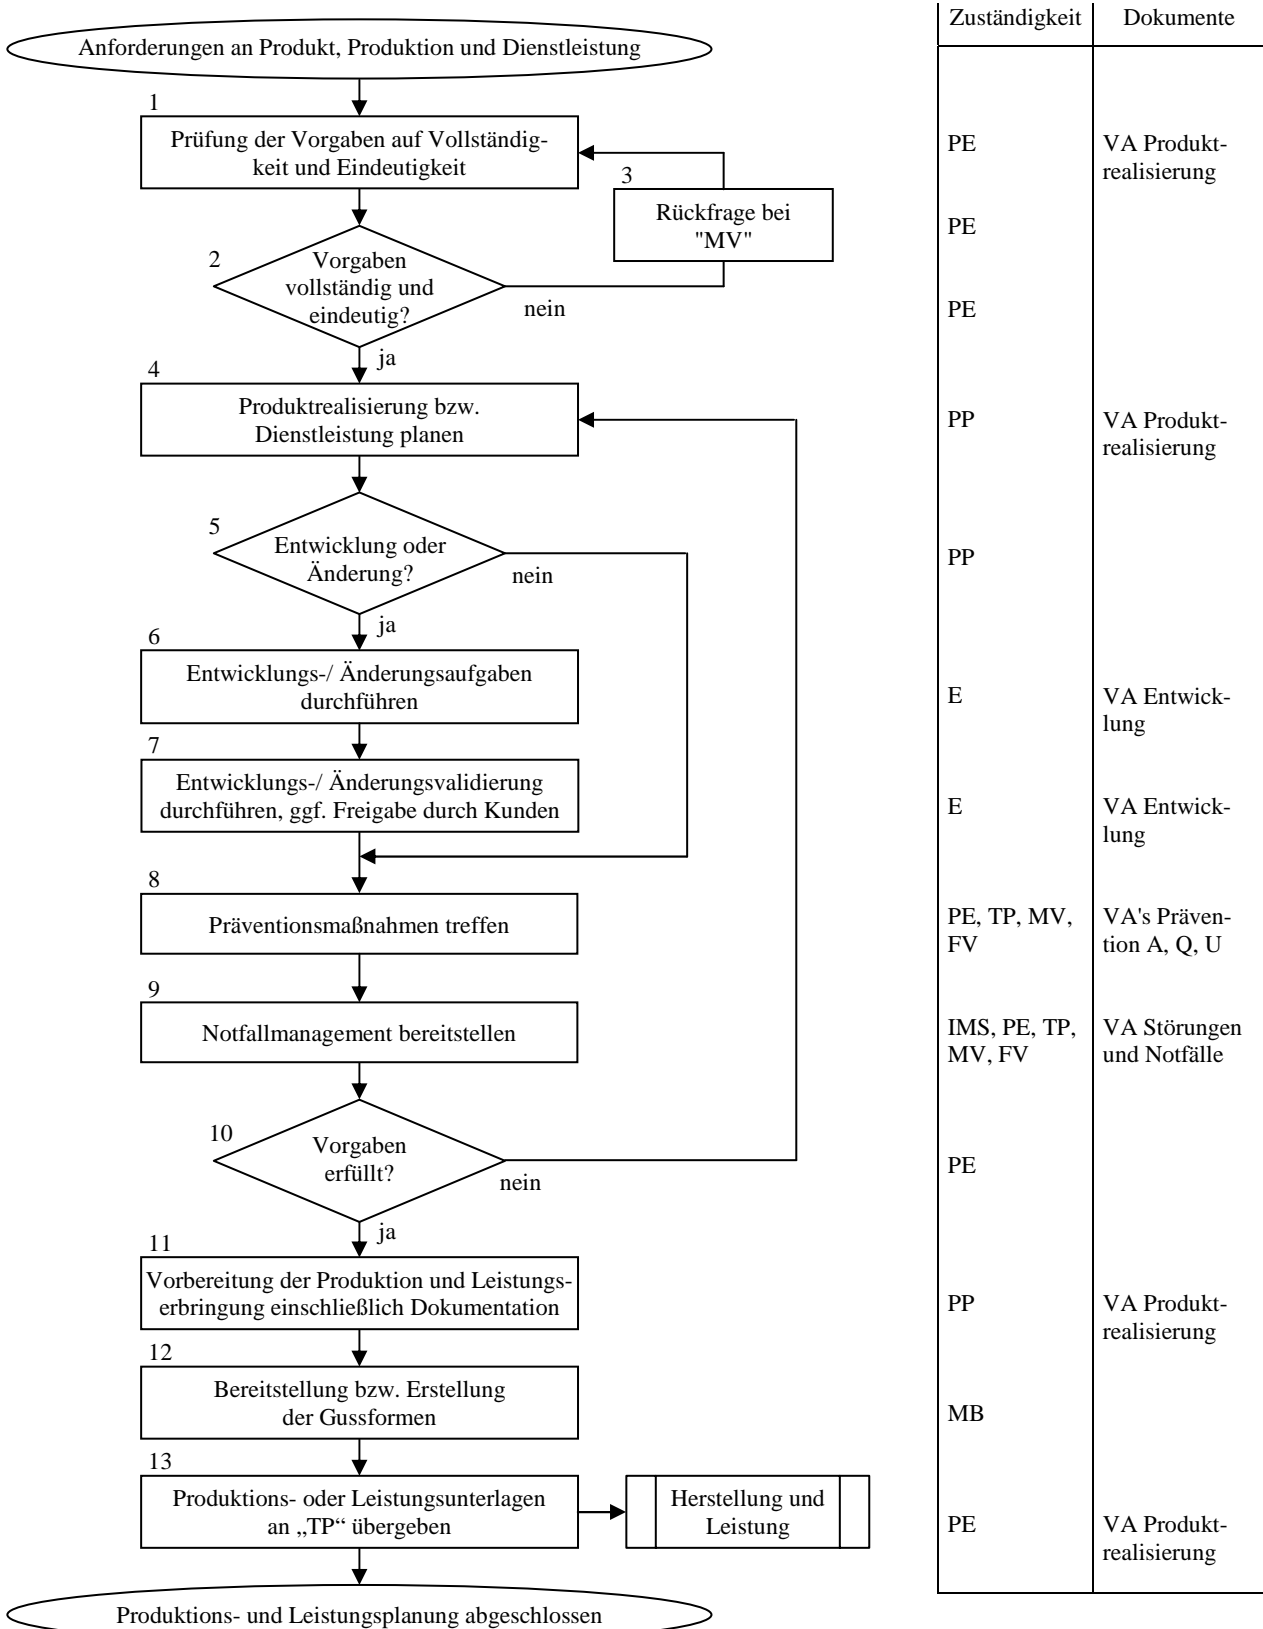 Zuständigkeit Dokumente
Anforderungen an Produkt, Produktion und Dienstleistung
1
Prüfung der Vorgaben auf Vollständig-
keit und Eindeutigkeit
PE VA Produkt-
realisierung
3
Rückfrage bei
"MV"
PE
2
Vorgaben
vollständig und
eindeutig?
nein
PE
ja
4
Produktrealisierung bzw.
Dienstleistung planen
PP VA Produkt-
realisierung
5
Entwicklung oder
Änderung?
nein
PP
ja
6
Entwicklungs-/ Änderungsaufgaben
durchführen
E VA Entwick-
lung
7
Entwicklungs-/ Änderungsvalidierung
durchführen, ggf. Freigabe durch Kunden
E VA Entwick-
lung
8
Präventionsmaßnahmen treffen
PE, TP, MV, VA's Präven-
FV tion A, Q, U
9
Notfallmanagement bereitstellen
IMS, PE, TP, VA Störungen
MV, FV und Notfälle
10
Vorgaben
erfüllt?
nein
PE
ja
11
Vorbereitung der Produktion und Leistungs-
erbringung einschließlich Dokumentation
PP VA Produkt-
realisierung
12
Bereitstellung bzw. Erstellung
der Gussformen
MB
13
Produktions- oder Leistungsunterlagen
an „TP“ übergeben
Herstellung und
Leistung
PE VA Produkt-
realisierung
Produktions- und Leistungsplanung abgeschlossen